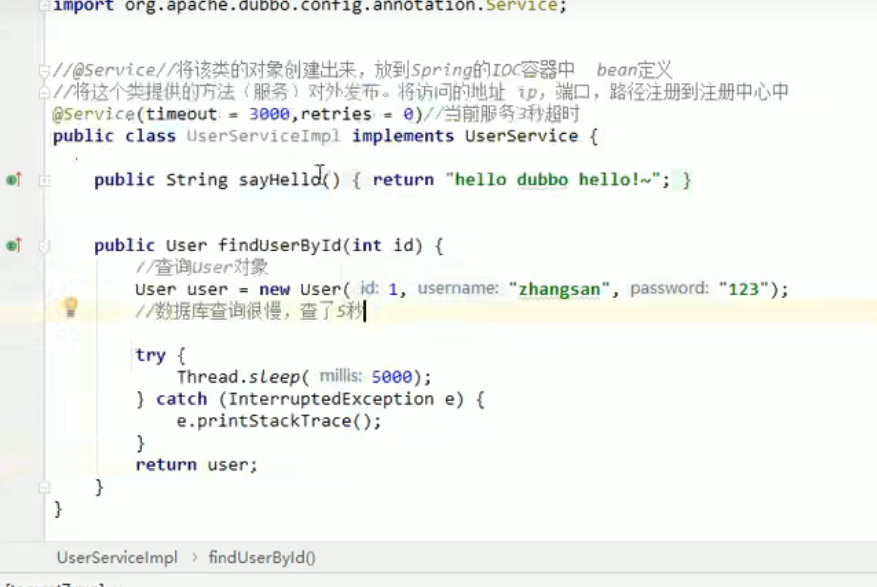 import org.apache.dubbo.config.annotation.Service;
//@Service//将该类的对象创建出来，放到Spring的IOC容器中 bean定义
//将这个类提供的方法（服务）对外发布。将访问的地址 ip，端口，路径注册到注册中心中
@Service(timeout = 3000,retries = 0)//当前服务3秒超时
public class UserServiceImpl implements UserService {
public String sayHello() { return "hello dubbo hello!~"; }
public User findUserById(int id) {
//查询User对象
User user = new User( id: 1, username: "zhangsan", password: "123");
//数据库查询很慢，查了5秒
try {
Thread.sleep( millis: 5000);
} catch (InterruptedException e) {
e.printStackTrace();
}
return user;
}
}
UserServiceImpl › findUserById()